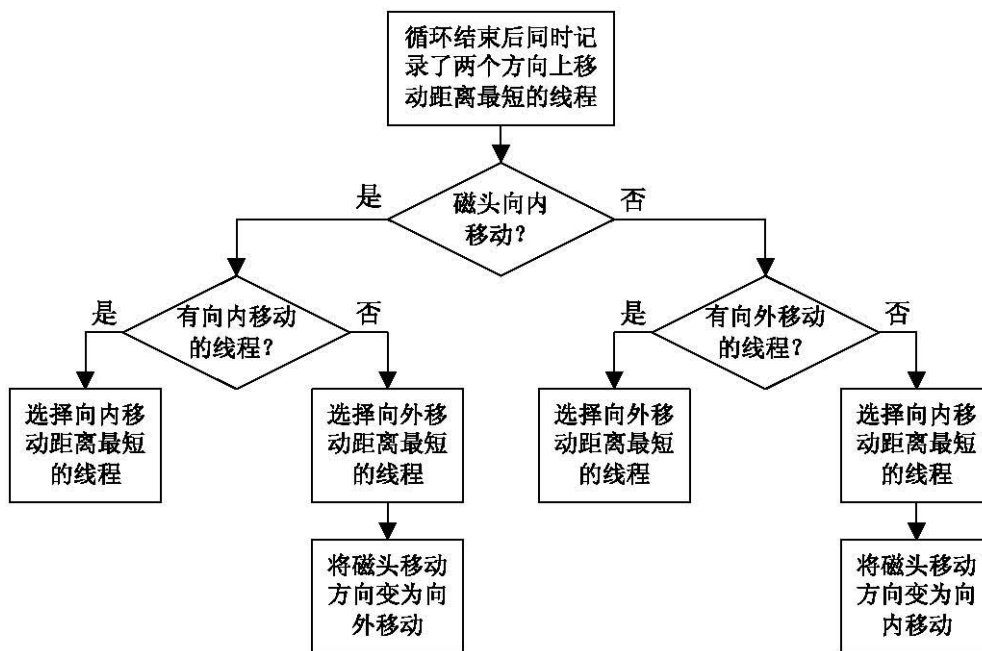 循环结束后同时记
录了两个方向上移
动距离最短的线程
是
磁头向内
移动？
否
是
有向内移动
的线程？
否
是
有向外移动
的线程？
否
选择向内移
动距离最短
的线程
选择向外移
动距离最短
的线程
选择向外移
动距离最短
的线程
选择向内移
动距离最短
的线程
将磁头移动
方向变为向
外移动
将磁头移动
方向变为向
内移动